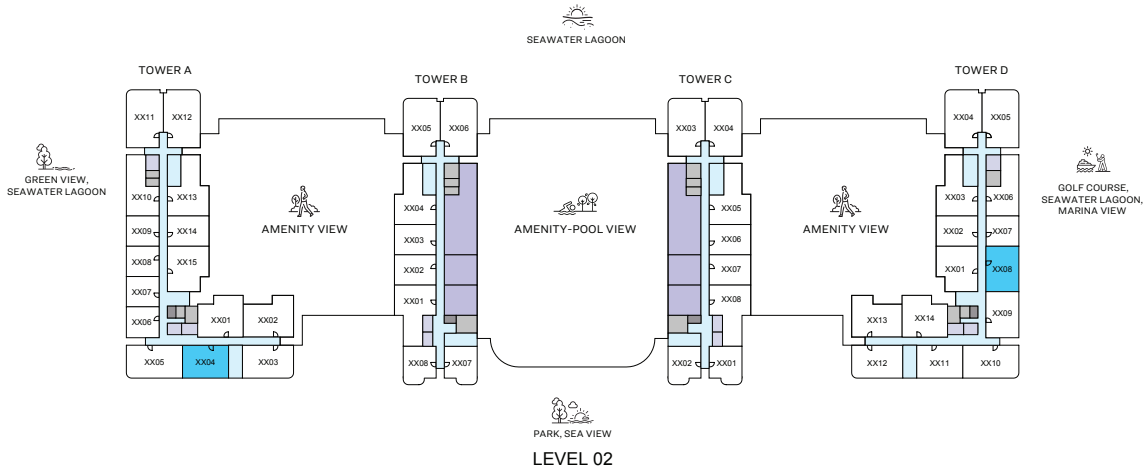 SEAWATER LAGOON
TOWER A
TOWER B
TOWER C
TOWER D
XX11
XX12
XX05
XX06
XX03
XX04
XX04
XX05
GREEN VIEW,
SEAWATER LAGOON
GOLF COURSE,
SEAWATER LAGOON,
MARINA VIEW
XX10
XX13
XX04
XX05
XX03
XX06
XX09
XX14
AMENITY VIEW
XX03
AMENITY-POOL VIEW
XX06
AMENITY VIEW
XX02
XX07
XX08
XX15
XX02
XX07
XX01
XX08
XX07
XX01
XX08
XX06
XX01
XX02
XX13
XX14
XX09
XX05
XX04
XX03
XX08
XX07
XX02
XX01
XX12
XX11
XX10
PARK, SEA VIEW
LEVEL 02